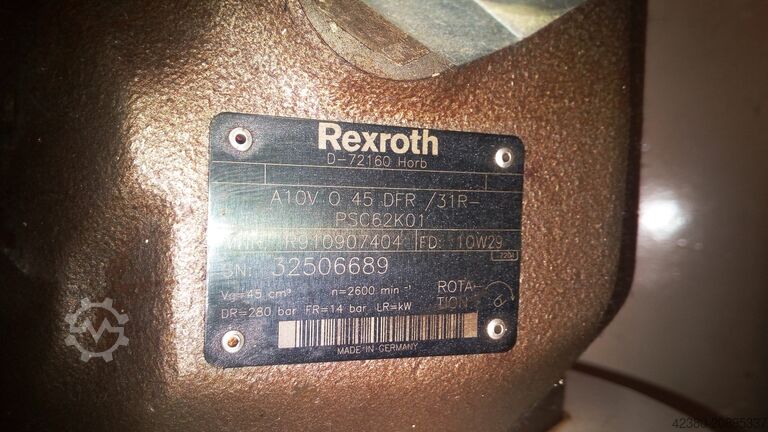 Rexroth
D-72160 Horb
A10V O 45 DFR /31R-
PSC62K01
MNR: R910907404 FD: 10W29
7204
SN: 32506689
Vg=45 cm³ n=2600 min⁻¹ ROTA-
TION
DR=280 bar FR=14 bar LR=kW
MADE-IN-GERMANY